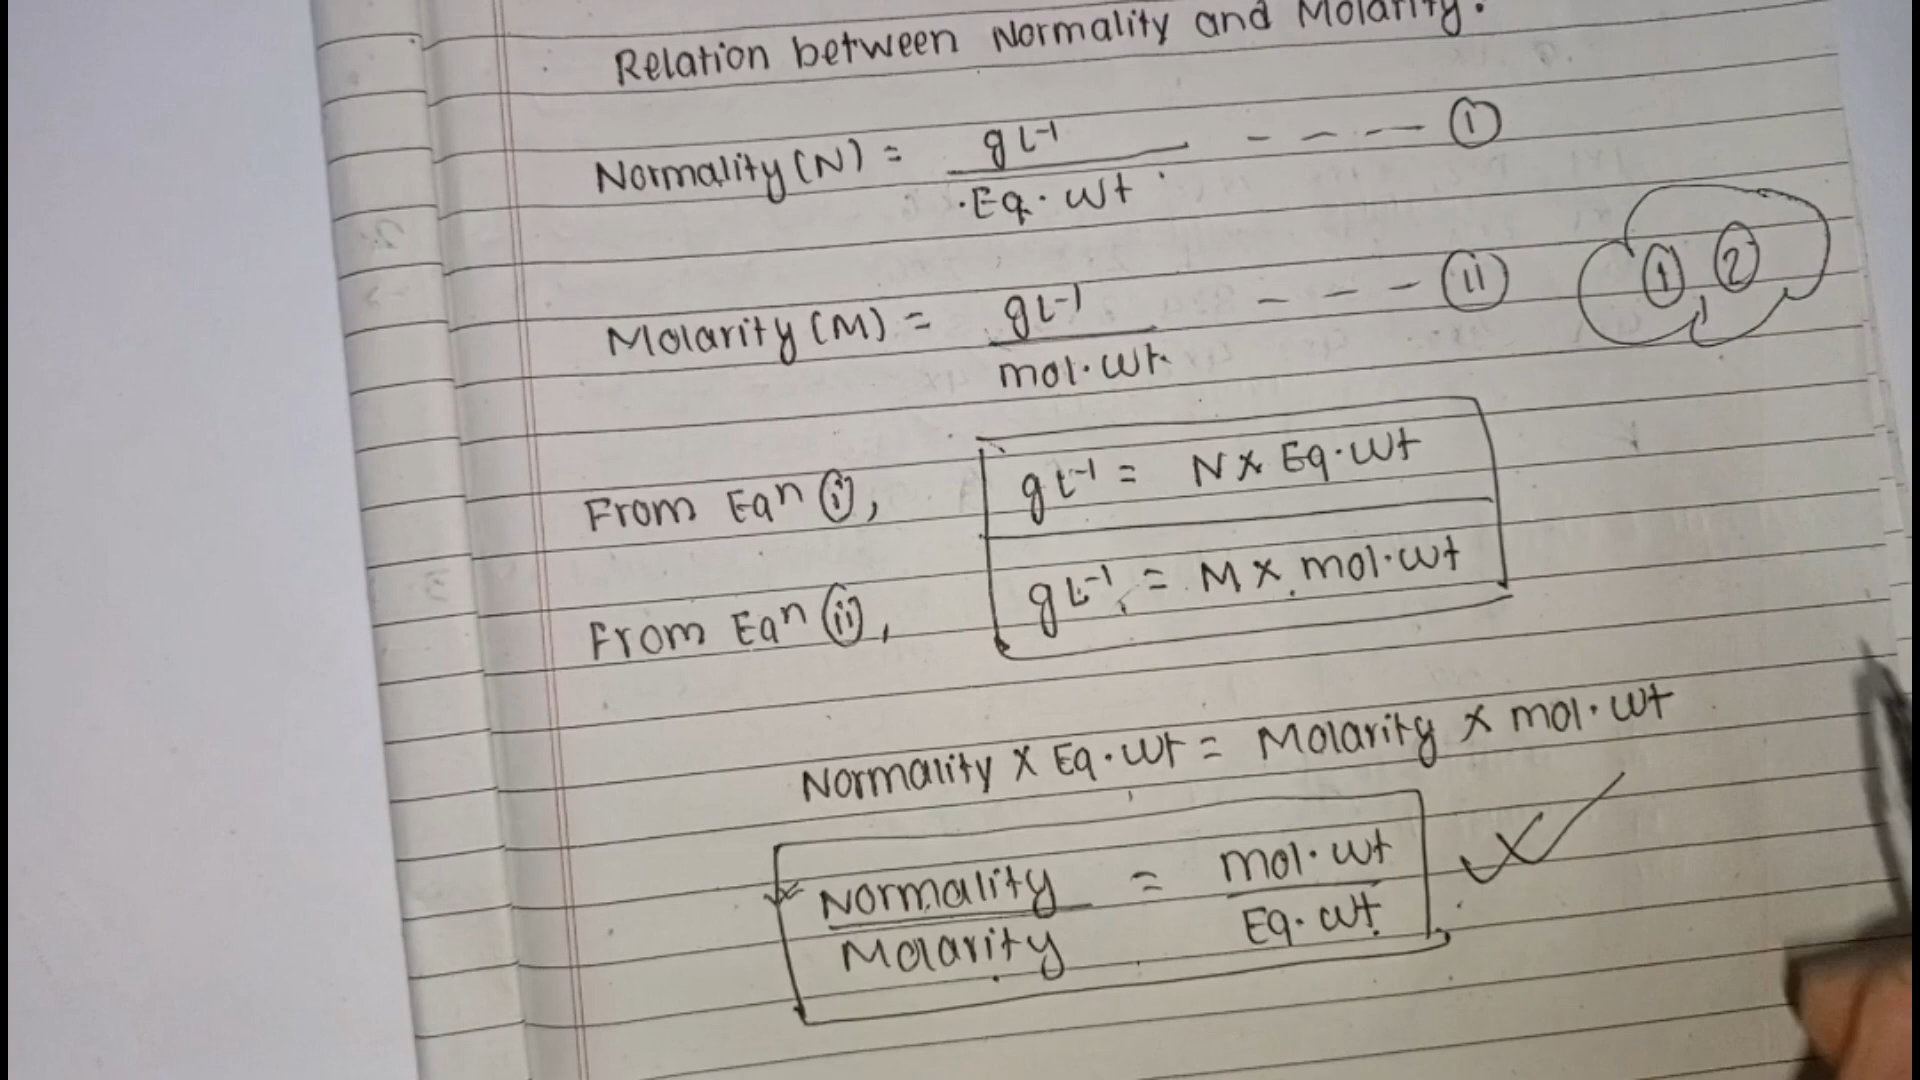 Relation between Normality and Molarity.
Normality (N) = gL⁻¹ / Eq. wt ---- (i)
Molarity (M) = gL⁻¹ / mol. wt. --- (ii) (1) (2)
From Eqⁿ (i), gL⁻¹ = N x Eq. wt
From Eqⁿ (ii), gL⁻¹ = M x mol. wt
Normality x Eq. wt = Molarity x mol. wt
Normality / Molarity = mol. wt / Eq. wt